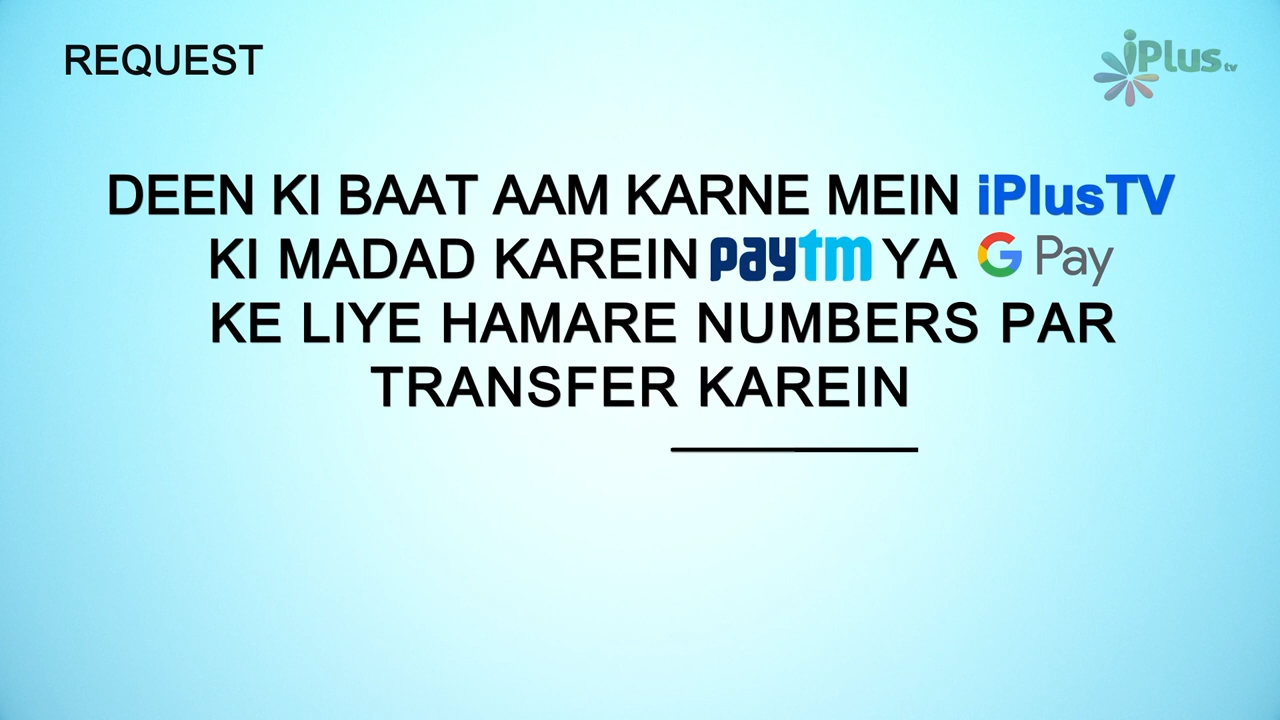 REQUEST
iPlus tv
DEEN KI BAAT AAM KARNE MEIN iPlusTV
KI MADAD KAREIN paytm YA G Pay
KE LIYE HAMARE NUMBERS PAR
TRANSFER KAREIN